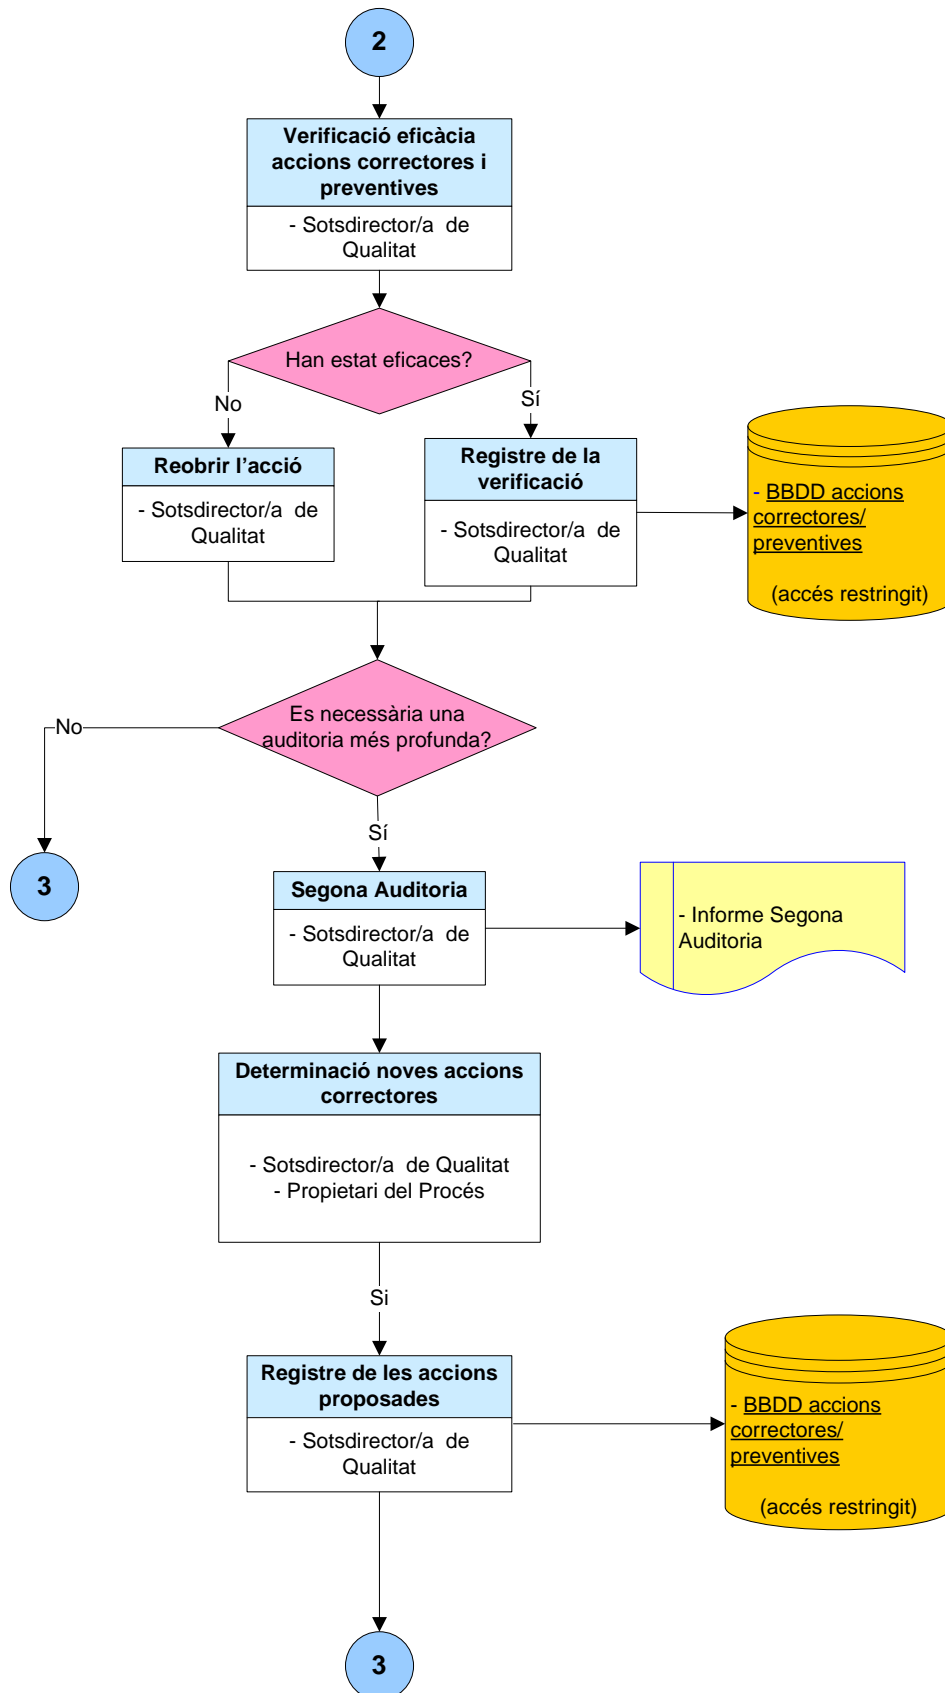 2
Verificació eficàcia
accions correctores i
preventives
- Sotsdirector/a de
Qualitat
Han estat eficaces?
No
Sí
Reobrir l’acció
- Sotsdirector/a de
Qualitat
Registre de la
verificació
- Sotsdirector/a de
Qualitat
- BBDD accions
correctores/
preventives
(accés restringit)
Es necessària una
auditoria més profunda?
No
Sí
3
Segona Auditoria
- Sotsdirector/a de
Qualitat
- Informe Segona
Auditoria
Determinació noves accions
correctores
- Sotsdirector/a de Qualitat
- Propietari del Procés
Si
Registre de les accions
proposades
- Sotsdirector/a de
Qualitat
- BBDD accions
correctores/
preventives
(accés restringit)
3